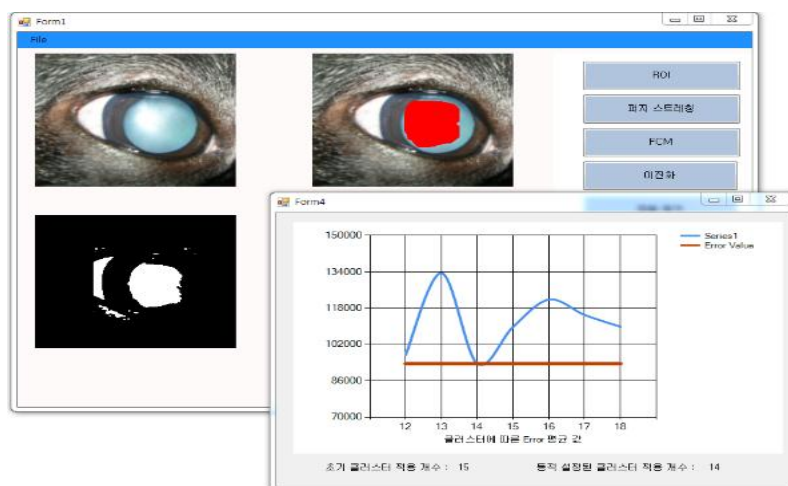 Form1
File
ROI
퍼지 스트레칭
FCM
이진화
Form4
150000
134000
118000
102000
86000
70000
12 13 14 15 16 17 18
클러스터에 따른 Error 평균 값
Series1
Error Value
초기 클러스터 적용 개수 : 15
동적 설정된 클러스터 적용 개수 : 14